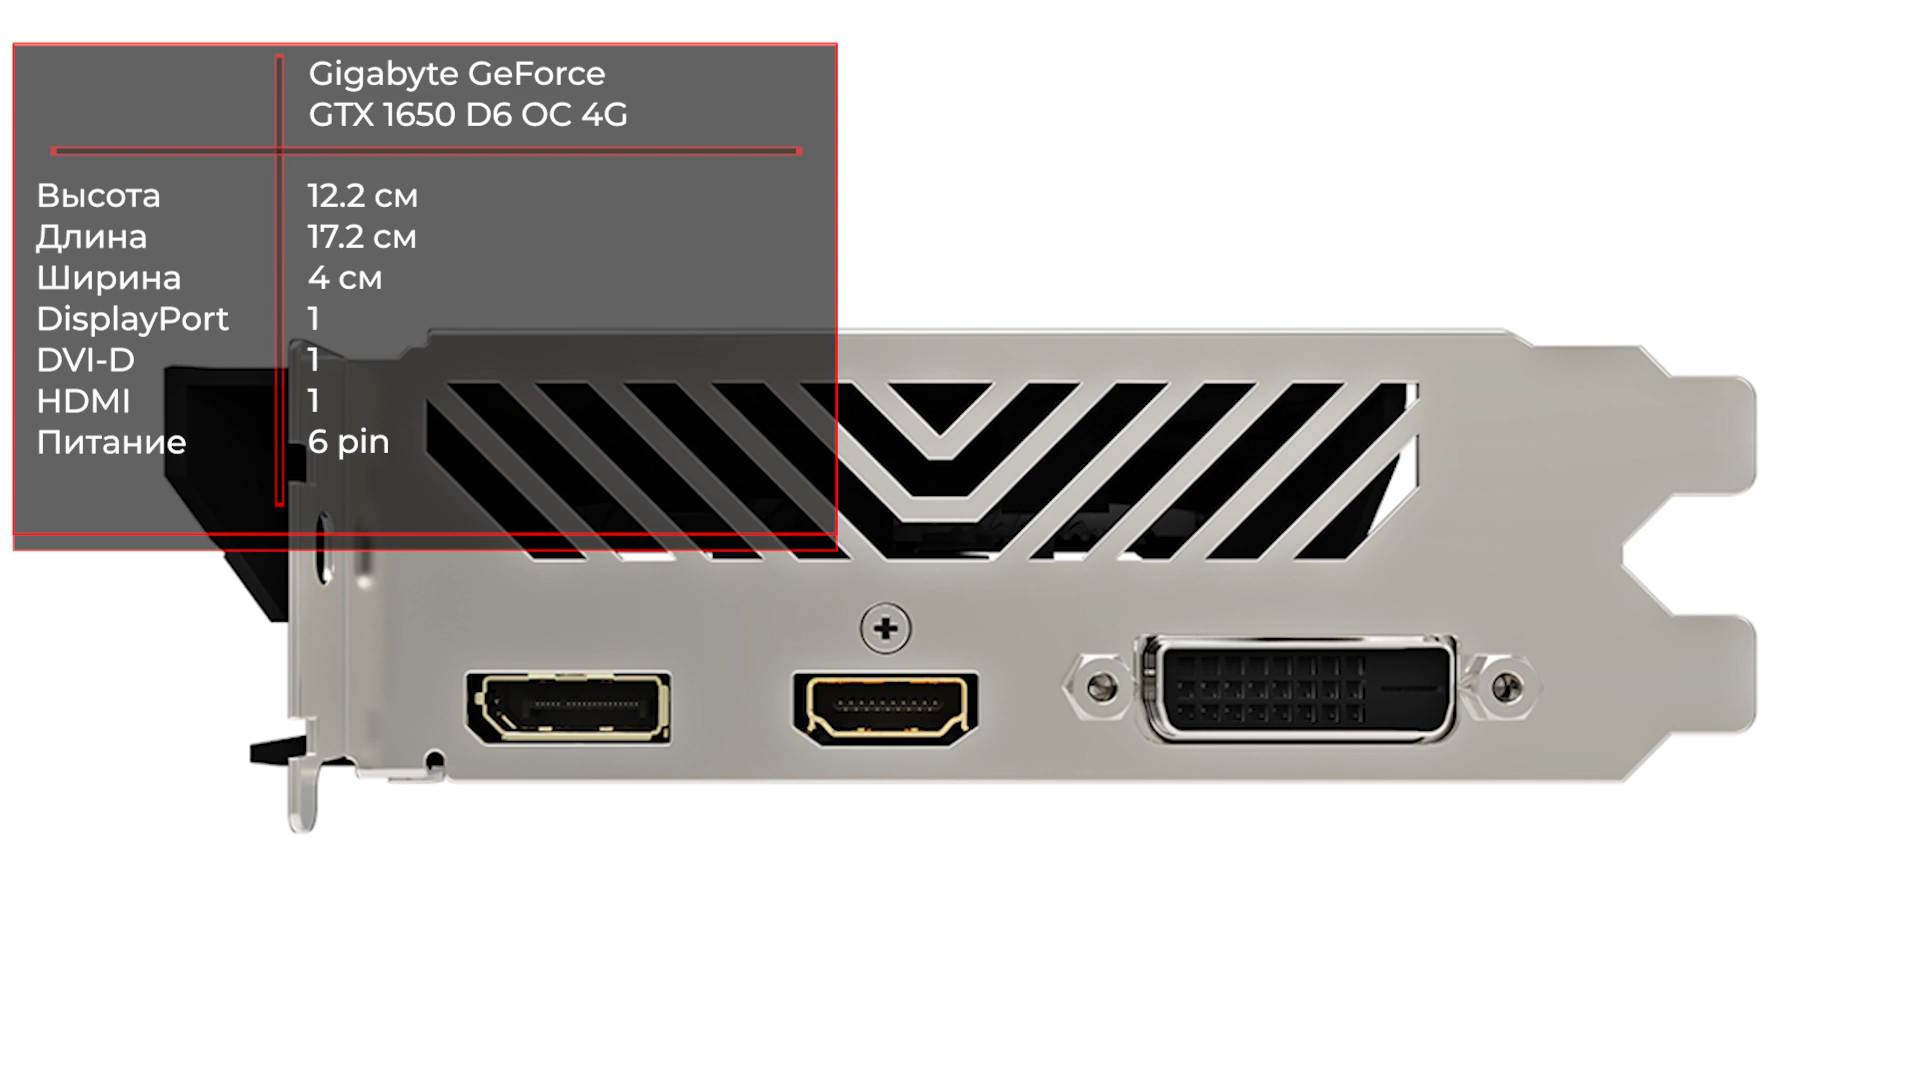 Gigabyte GeForce
GTX 1650 D6 OC 4G
Высота 12.2 см
Длина 17.2 см
Ширина 4 см
DisplayPort 1
DVI-D 1
HDMI 1
Питание 6 pin